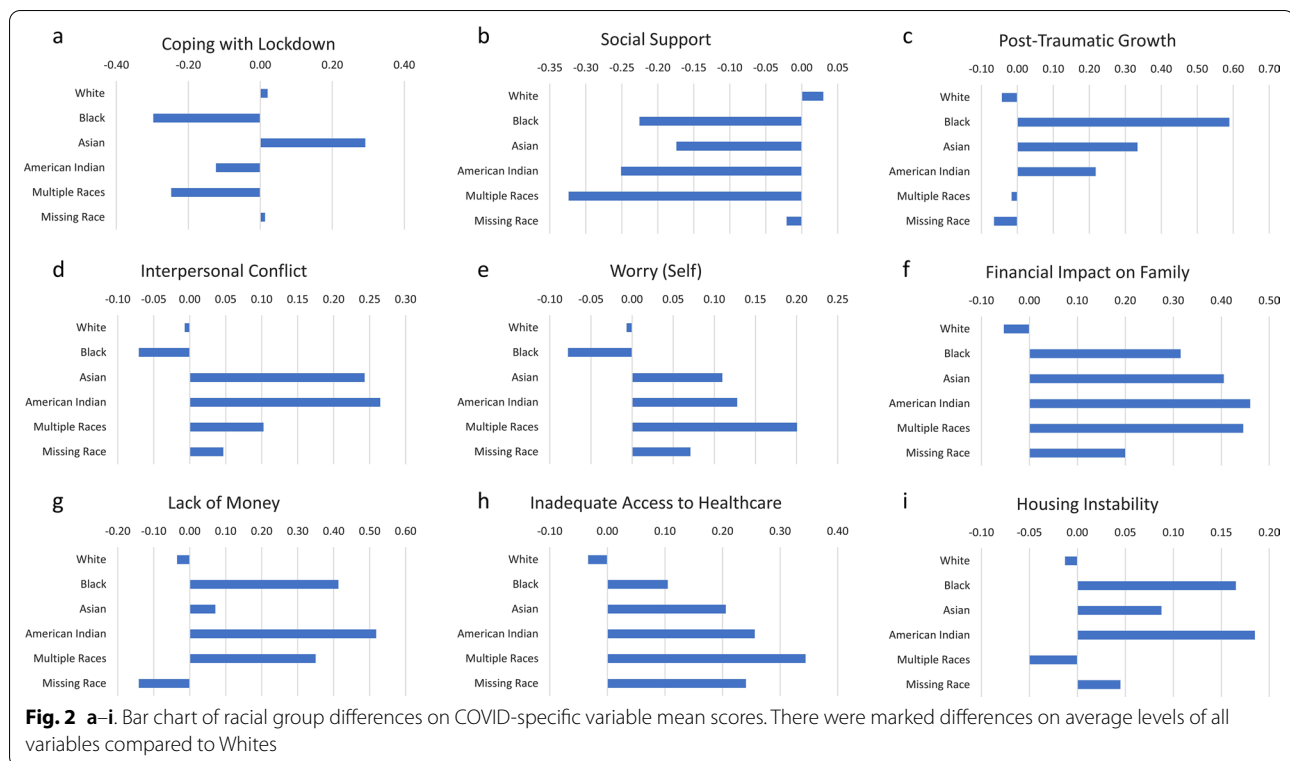 a
Coping with Lockdown
-0.40 -0.20 0.00 0.20 0.40
White
Black
Asian
American Indian
Multiple Races
Missing Race
b
Social Support
-0.35 -0.30 -0.25 -0.20 -0.15 -0.10 -0.05 0.00 0.05
White
Black
Asian
American Indian
Multiple Races
Missing Race
c
Post-Traumatic Growth
-0.10 0.00 0.10 0.20 0.30 0.40 0.50 0.60 0.70
White
Black
Asian
American Indian
Multiple Races
Missing Race
d
Interpersonal Conflict
-0.10 -0.05 0.00 0.05 0.10 0.15 0.20 0.25 0.30
White
Black
Asian
American Indian
Multiple Races
Missing Race
e
Worry (Self)
-0.10 -0.05 0.00 0.05 0.10 0.15 0.20 0.25
White
Black
Asian
American Indian
Multiple Races
Missing Race
f
Financial Impact on Family
-0.10 0.00 0.10 0.20 0.30 0.40 0.50
White
Black
Asian
American Indian
Multiple Races
Missing Race
g
Lack of Money
-0.20 -0.10 0.00 0.10 0.20 0.30 0.40 0.50 0.60
White
Black
Asian
American Indian
Multiple Races
Missing Race
h
Inadequate Access to Healthcare
-0.10 0.00 0.10 0.20 0.30 0.40
White
Black
Asian
American Indian
Multiple Races
Missing Race
i
Housing Instability
-0.10 -0.05 0.00 0.05 0.10 0.15 0.20
White
Black
Asian
American Indian
Multiple Races
Missing Race
Fig. 2 a–i. Bar chart of racial group differences on COVID-specific variable mean scores. There were marked differences on average levels of all
variables compared to Whites